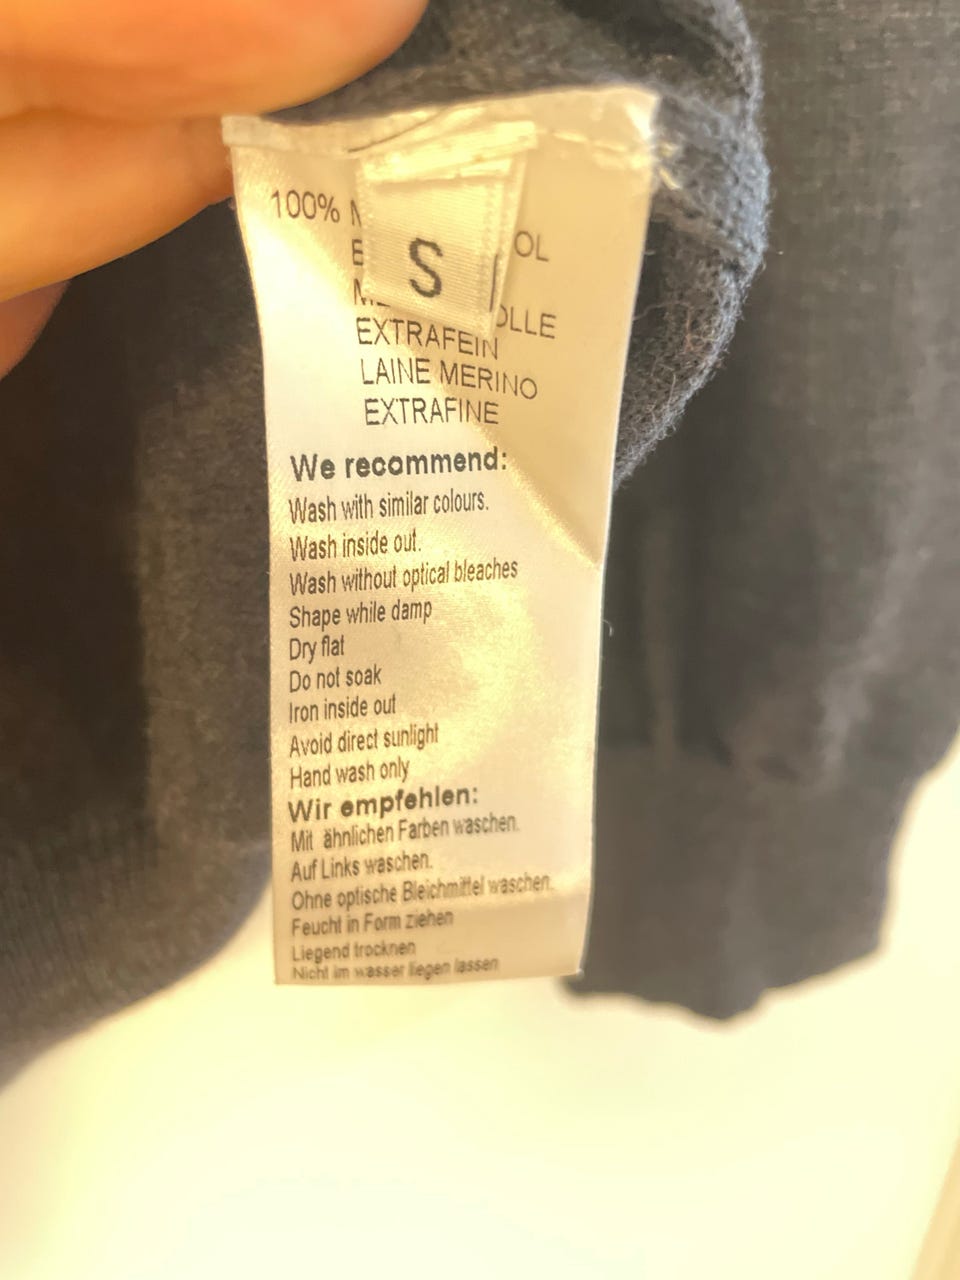 100%
S
EXTRAFEIN
LAINE MERINO
EXTRAFINE
We recommend:
Wash with similar colours.
Wash inside out.
Wash without optical bleaches
Shape while damp
Dry flat
Do not soak
Iron inside out
Avoid direct sunlight
Hand wash only
Wir empfehlen:
Mit ähnlichen Farben waschen.
Auf Links waschen.
Ohne optische Bleichmittel waschen.
Feucht in Form ziehen
Liegend trocknen
Nicht im wasser liegen lassen